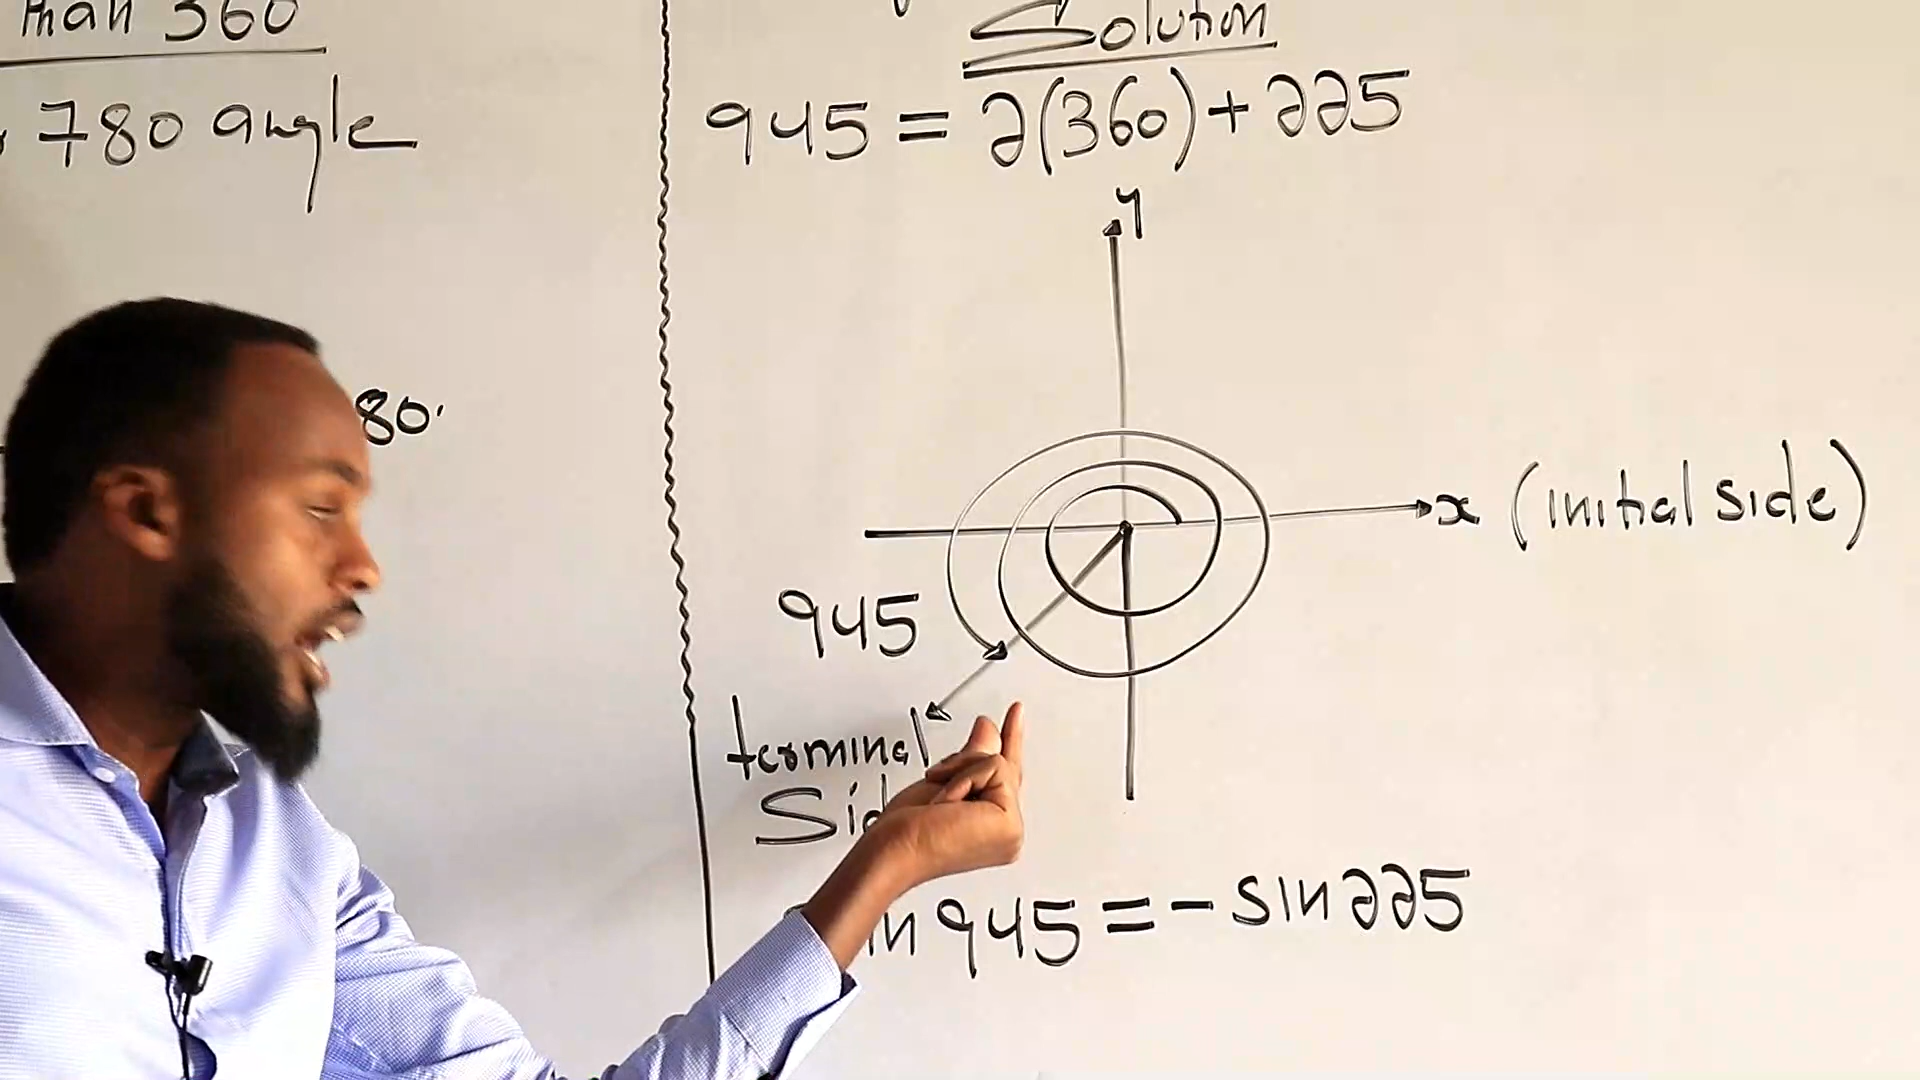 than 360
780 angle
80
Solution
945 = 2(360) + 225
y
x (initial side)
945
terminal
Sid
in 945 = - sin 225